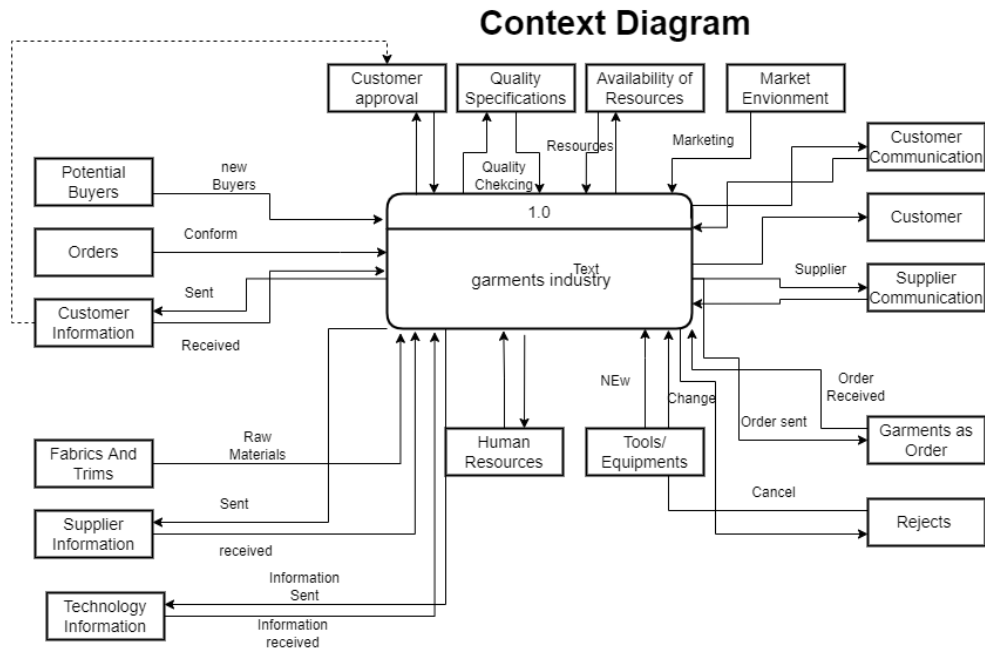 Context Diagram
Customer
approval
Quality
Specifications
Availability of
Resources
Market
Envionment
Customer
Communication
Resources
Marketing
Quality
Chekcing
Potential
Buyers
new
Buyers
1.0
Customer
Orders
Conform
garments industry
Text
Supplier
Supplier
Communication
Sent
Customer
Information
Received
NEw
Change
Order
Received
Order sent
Garments as
Order
Fabrics And
Trims
Raw
Materials
Human
Resources
Tools/
Equipments
Cancel
Rejects
Sent
Supplier
Information
received
Information
Sent
Technology
Information
Information
received